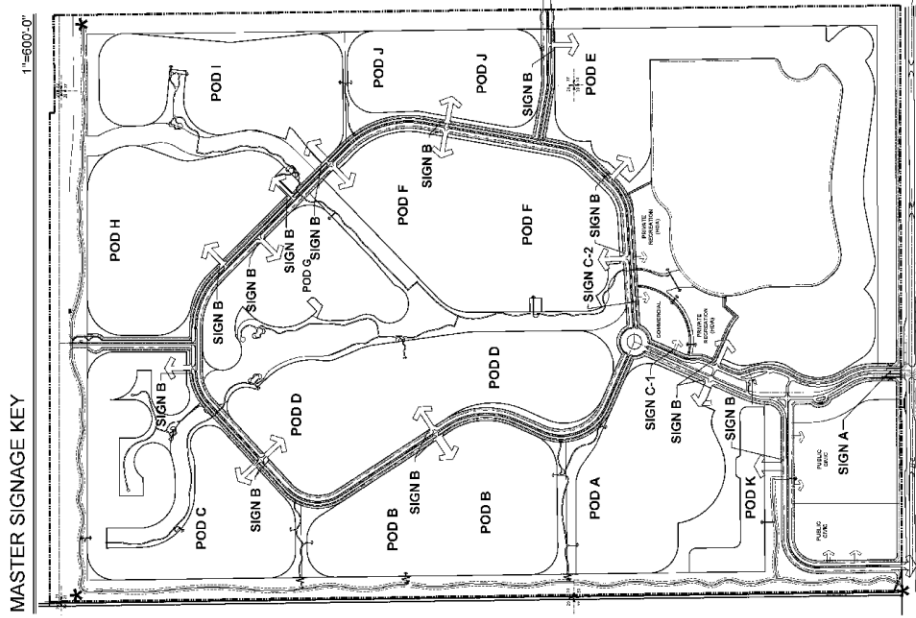 MASTER SIGNAGE KEY
1"=600'-0"
POD I
POD J
POD J
SIGN B
POD E
POD H
SIGN B
POD F
SIGN B
SIGN B
SIGN B
POD G
SIGN B
SIGN B
POD F
SIGN B
SIGN C-2
PRIVATE
RECREATION
(HOA)
COMMERCIAL
PRIVATE
RECREATION
(HOA)
SIGN B
POD D
POD D
SIGN C-1
SIGN B
SIGN B
SIGN A
POD C
SIGN B
SIGN B
POD B
POD B
POD A
POD K
PUBLIC
CIVIC
PUBLIC
CIVIC